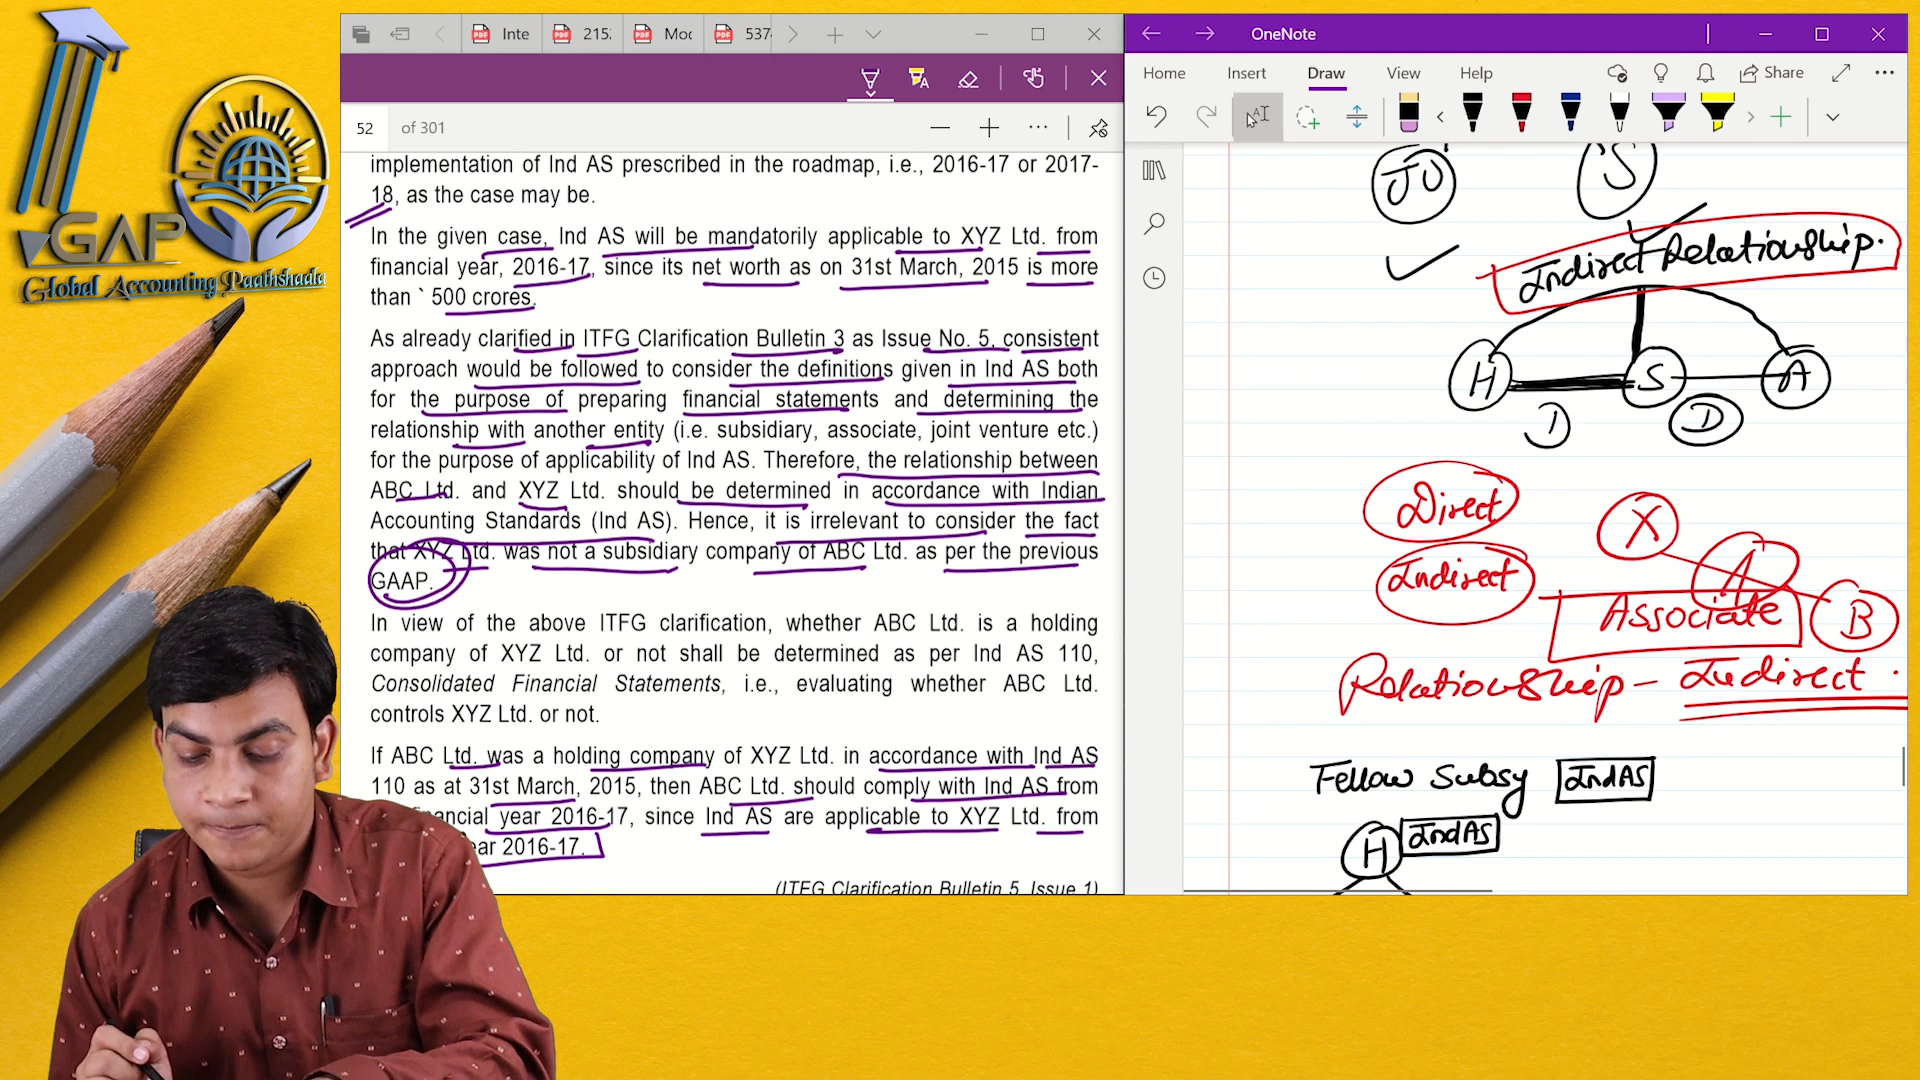 GAP
Global Accounting Paathshada
Inte
215
Moc
537
52 of 301
implementation of Ind AS prescribed in the roadmap, i.e., 2016-17 or 2017-
18, as the case may be.
In the given case, Ind AS will be mandatorily applicable to XYZ Ltd. from
financial year, 2016-17, since its net worth as on 31st March, 2015 is more
than ` 500 crores.
As already clarified in ITFG Clarification Bulletin 3 as Issue No. 5, consistent
approach would be followed to consider the definitions given in Ind AS both
for the purpose of preparing financial statements and determining the
relationship with another entity (i.e. subsidiary, associate, joint venture etc.)
for the purpose of applicability of Ind AS. Therefore, the relationship between
ABC Ltd. and XYZ Ltd. should be determined in accordance with Indian
Accounting Standards (Ind AS). Hence, it is irrelevant to consider the fact
that XYZ Ltd. was not a subsidiary company of ABC Ltd. as per the previous
GAAP.
In view of the above ITFG clarification, whether ABC Ltd. is a holding
company of XYZ Ltd. or not shall be determined as per Ind AS 110,
Consolidated Financial Statements, i.e., evaluating whether ABC Ltd.
controls XYZ Ltd. or not.
If ABC Ltd. was a holding company of XYZ Ltd. in accordance with Ind AS
110 as at 31st March, 2015, then ABC Ltd. should comply with Ind AS from
ancial year 2016-17, since Ind AS are applicable to XYZ Ltd. from
ar 2016-17.
(ITFG Clarification Bulletin 5, Issue 1)
OneNote
Home Insert Draw View Help Share
S
Indirect Relationship.
H S A
D D
Direct X
Indirect A
Associate B
Relationship - Indirect.
Fellow Subsy Ind AS
H Ind AS